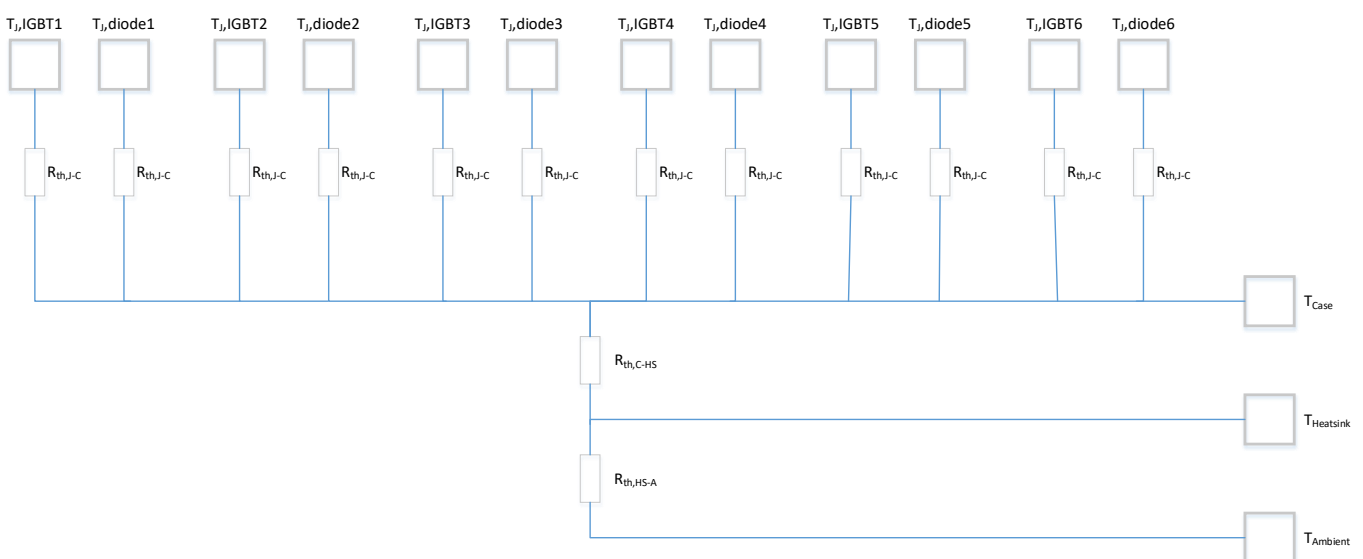 TJ,IGBT1 TJ,diode1 TJ,IGBT2 TJ,diode2 TJ,IGBT3 TJ,diode3 TJ,IGBT4 TJ,diode4 TJ,IGBT5 TJ,diode5 TJ,IGBT6 TJ,diode6
Rth,J-C Rth,J-C Rth,J-C Rth,J-C Rth,J-C Rth,J-C Rth,J-C Rth,J-C Rth,J-C Rth,J-C Rth,J-C Rth,J-C
TCase
Rth,C-HS
THeatsink
Rth,HS-A
TAmbient